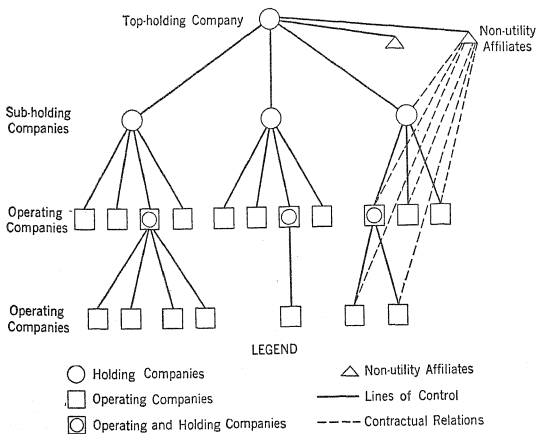 Top-holding Company
Non-utility
Affiliates
Sub-holding
Companies
Operating
Companies
Operating
Companies
LEGEND
Holding Companies
Operating Companies
Operating and Holding Companies
Non-utility Affiliates
Lines of Control
Contractual Relations